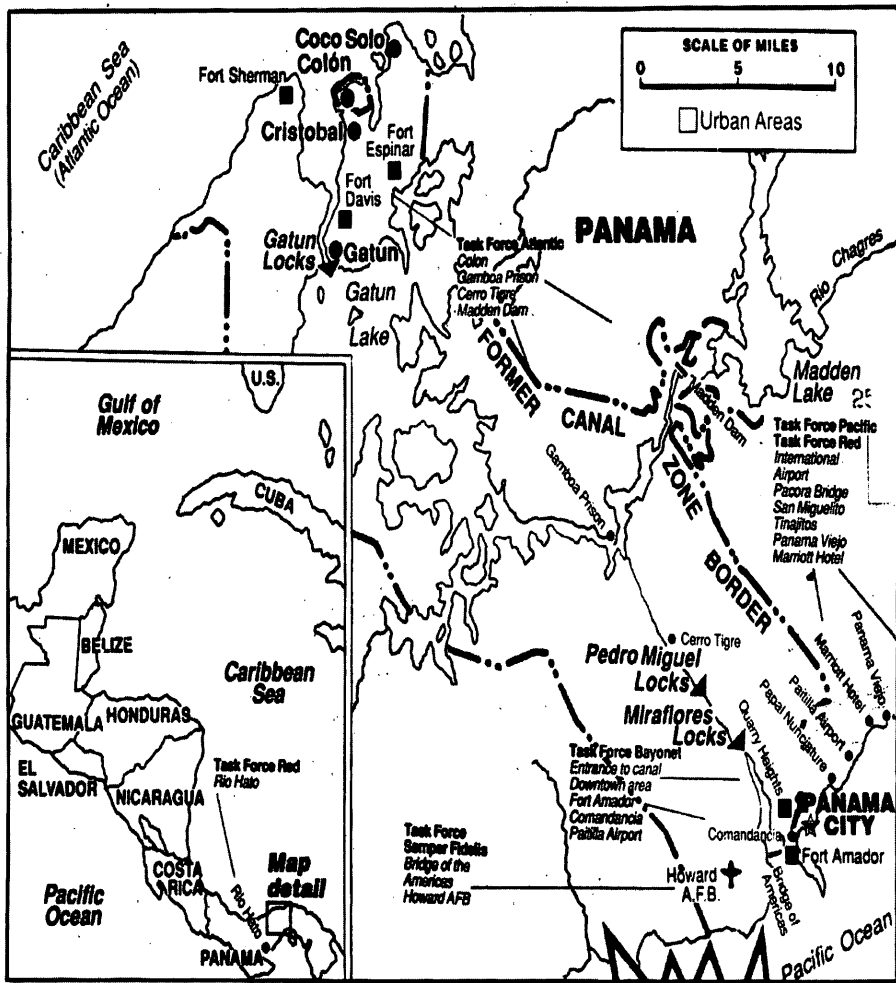 Caribbean Sea
(Atlantic Ocean)
Coco Solo
Colón
Fort Sherman
Cristobal
Fort
Espinar
Fort
Davis
Gatun
Locks
Gatun
Gatun
Lake
SCALE OF MILES
0 5 10
Urban Areas
PANAMA
Rio Chagres
Task Force Atlantic
Colon
Gamboa Prison
Cerro Tigre
Madden Dam
FORMER
CANAL
ZONE
BORDER
Madden Dam
Madden
Lake
25
Task Force Pacific
Task Force Red
International
Airport
Pacora Bridge
San Miguelito
Tinajitos
Panama Viejo
Marriott Hotel
Gamboa Prison
Cerro Tigre
Pedro Miguel
Locks
Miraflores
Locks
Panama Viejo
Marriott Hotel
Paitilla Airport
Papal Nunciature
Quarry Heights
Task Force Bayonet
Entrance to canal
Downtown area
Fort Amador
Comandancia
Paitilla Airport
PANAMA
CITY
Comandancia
Fort Amador
Task Force
Semper Fidelis
Bridge of the
Americas
Howard AFB
Howard
A.F.B.
Bridge of
Americas
Pacific Ocean
U.S.
Gulf of
Mexico
CUBA
MEXICO
BELIZE
Caribbean
Sea
GUATEMALA
HONDURAS
EL
SALVADOR
NICARAGUA
Task Force Red
Rio Hato
COSTA
RICA
Map
detail
Rio Hato
Pacific
Ocean
PANAMA